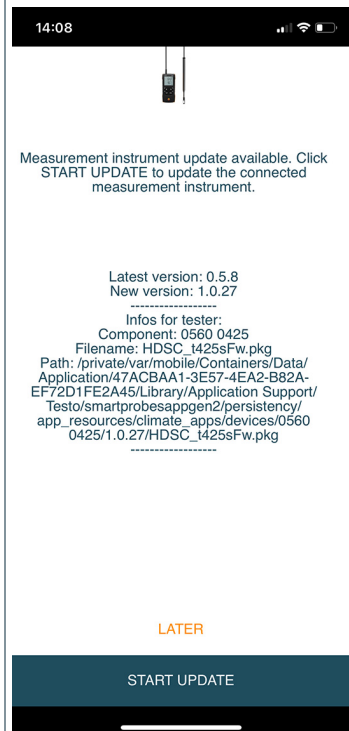 14:08
Measurement instrument update available. Click
START UPDATE to update the connected
measurement instrument.
------------------
Latest version: 0.5.8
New version: 1.0.27
------------------
Infos for tester:
Component: 0560 0425
Filename: HDSC_t425sFw.pkg
Path: /private/var/mobile/Containers/Data/
Application/47ACBAA1-3E57-4EA2-B82A-
EF72D1FE2A45/Library/Application Support/
Testo/smartprobesappgen2/persistency/
app_resources/climate_apps/devices/0560
0425/1.0.27/HDSC_t425sFw.pkg
------------------
LATER
START UPDATE